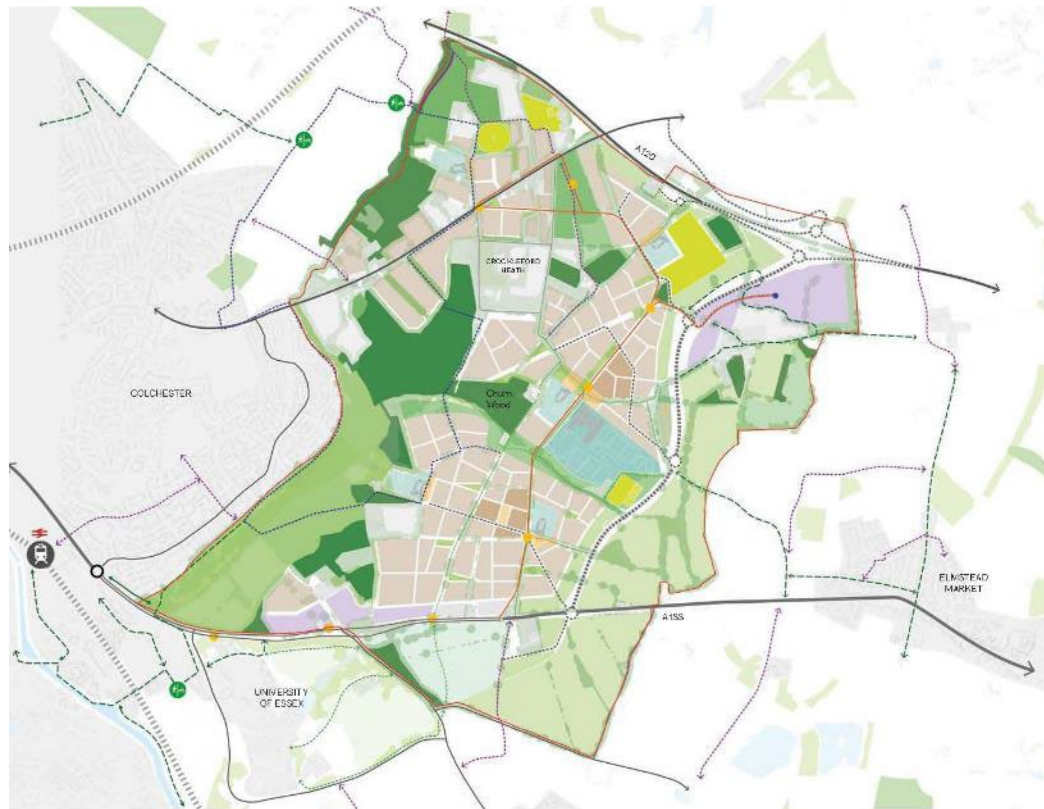 A120
CROCKLEFORD
HEATH
COLCHESTER
Churn
Wood
ELMSTEAD
MARKET
A133
UNIVERSITY
OF ESSEX